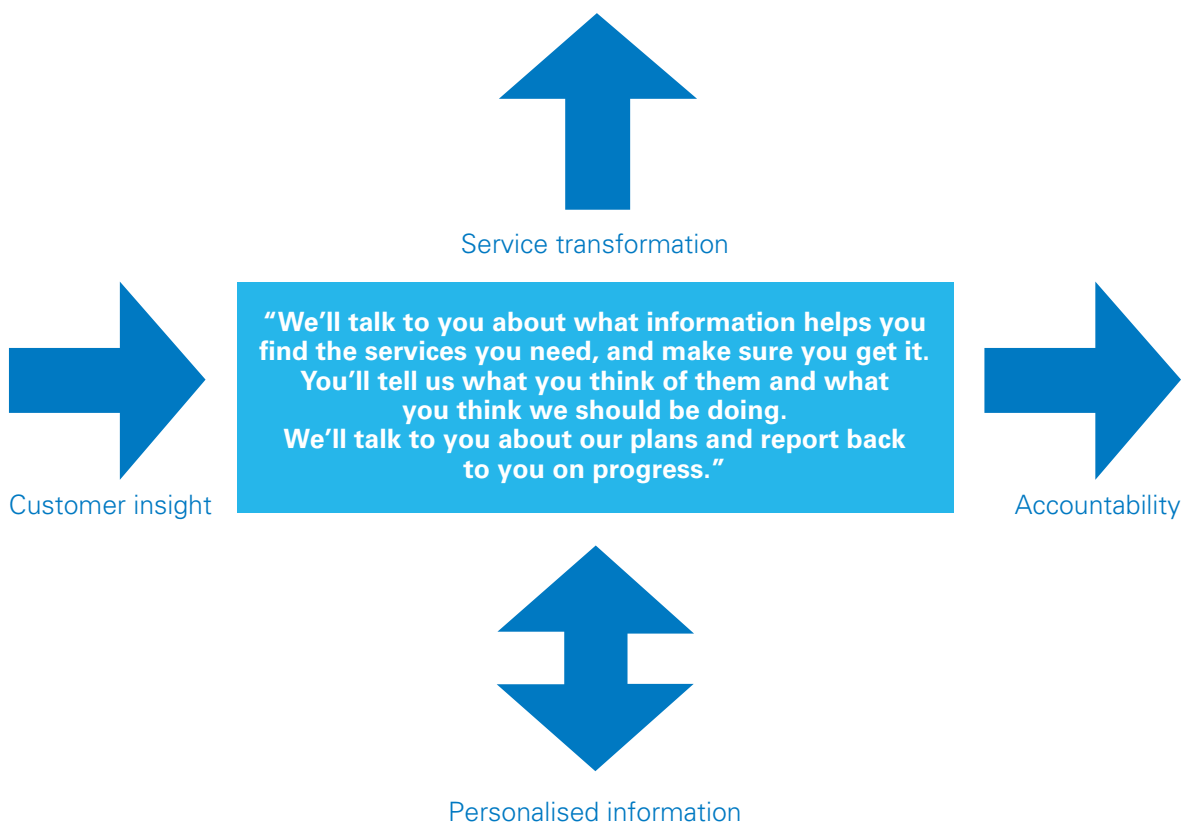 Service transformation
“We’ll talk to you about what information helps you
find the services you need, and make sure you get it.
You’ll tell us what you think of them and what
you think we should be doing.
We’ll talk to you about our plans and report back
to you on progress.”
Customer insight
Accountability
Personalised information